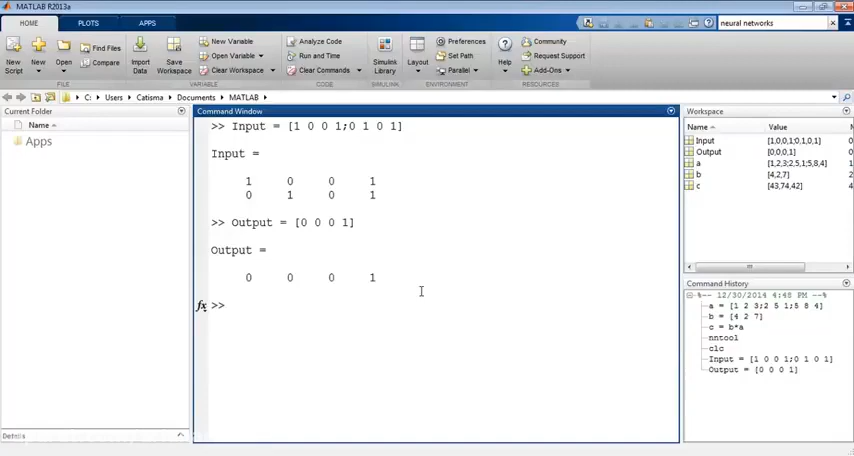 MATLAB R2013a
HOME
PLOTS
APPS
neural networks
New Script
New
Open
Find Files
Compare
Import Data
Save Workspace
New Variable
Open Variable
Clear Workspace
Analyze Code
Run and Time
Clear Commands
Simulink Library
Layout
Preferences
Set Path
Parallel
Help
Community
Request Support
Add-Ons
FILE
VARIABLE
CODE
SIMULINK
ENVIRONMENT
RESOURCES
C: Users Catisma Documents MATLAB
Current Folder
Name
Apps
Details
Command Window
>> Input = [1 0 0 1;0 1 0 1]
Input =
1 0 0 1
0 1 0 1
>> Output = [0 0 0 1]
Output =
0 0 0 1
fx >>
Workspace
Name Value
Input [1,0,0,1;0,1,0,1] 0
Output [0,0,0,1] 0
a [1,2,3;2,5,1;5,8,4] 1
b [4,2,7] 2
c [43,74,42] 4
Command History
%-- 12/30/2014 4:48 PM --%
a = [1 2 3;2 5 1;5 8 4]
b = [4 2 7]
c = b*a
nntool
clc
Input = [1 0 0 1;0 1 0 1]
Output = [0 0 0 1]